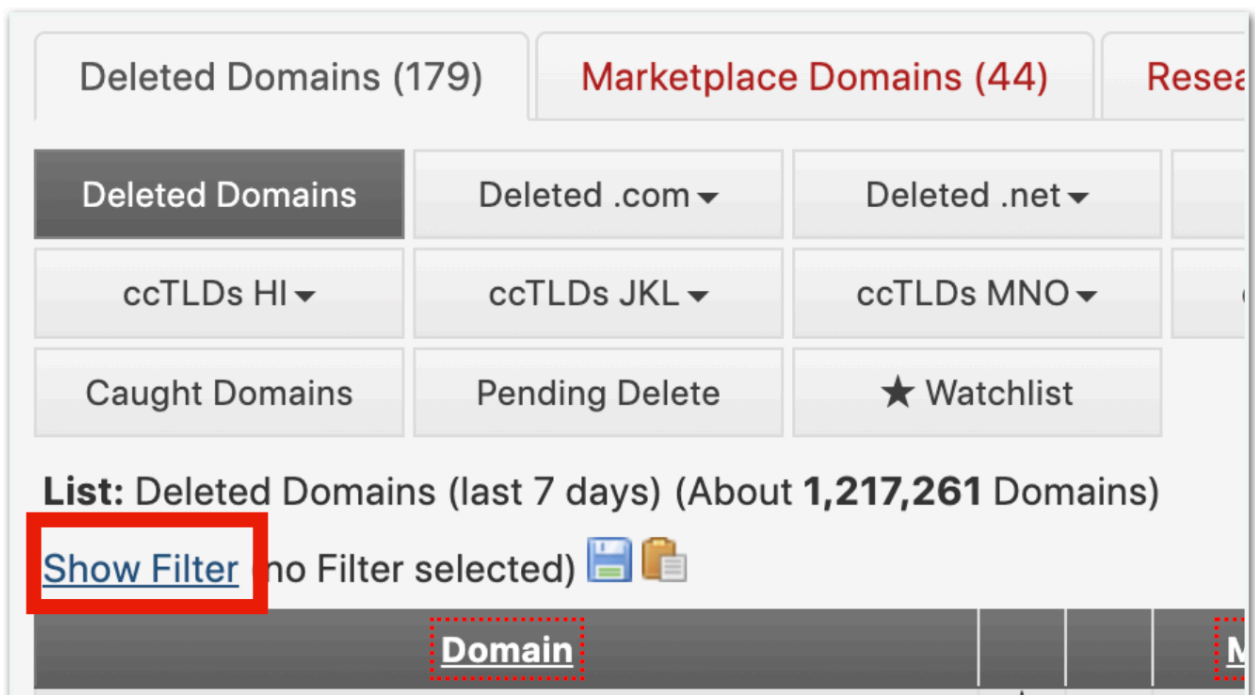 Deleted Domains (179) Marketplace Domains (44)
Deleted Domains Deleted .com Deleted .net
ccTLDs HI ccTLDs JKL ccTLDs MNO
Caught Domains Pending Delete ★ Watchlist
List: Deleted Domains (last 7 days) (About 1,217,261 Domains)
Show Filter (no Filter selected)
Domain